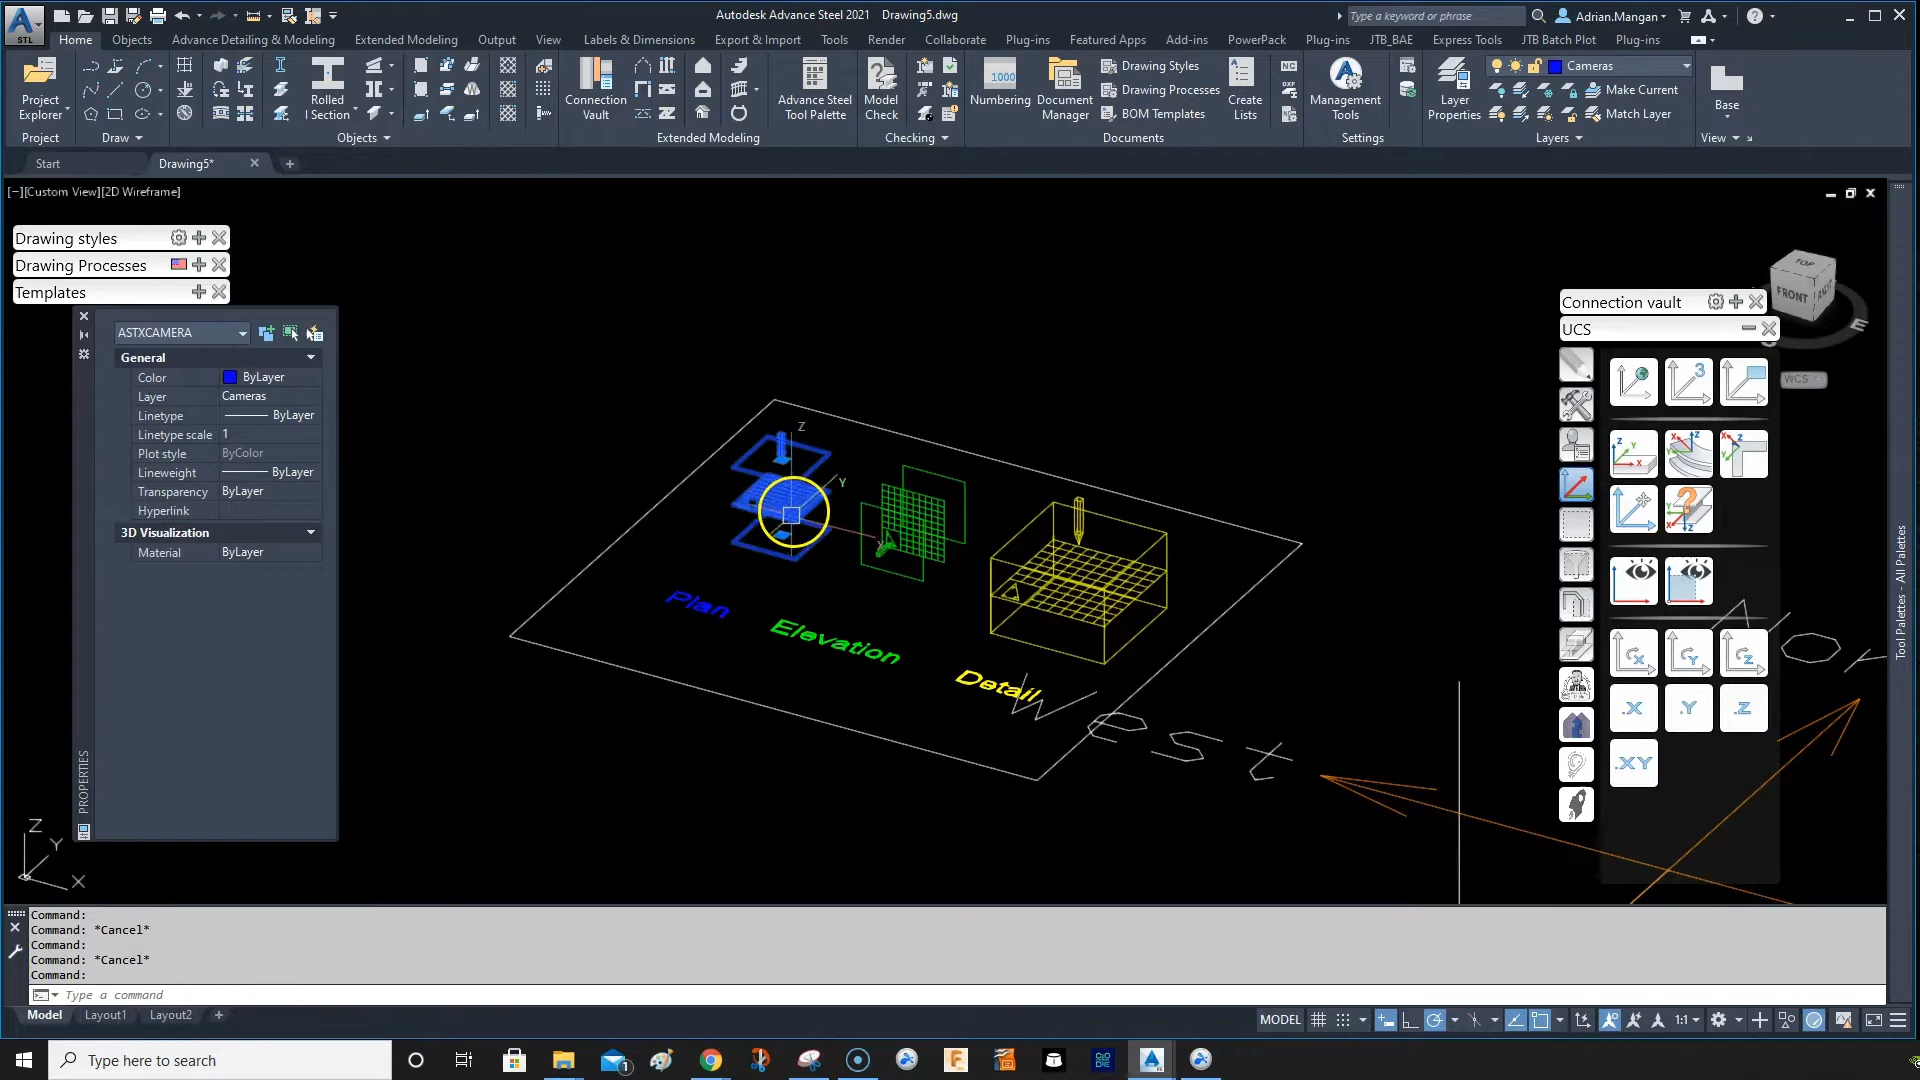 Autodesk Advance Steel 2021 Drawing5.dwg
Type a keyword or phrase
Adrian.Mangan
STL
Home Objects Advance Detailing & Modeling Extended Modeling Output View Labels & Dimensions Export & Import Tools Render Collaborate Plug-ins Featured Apps Add-ins PowerPack Plug-ins JTB_BAE Express Tools JTB Batch Plot Plug-ins
Project Explorer
Rolled I Section
Connection Vault
Advance Steel Tool Palette
Model Check
1000
Numbering
Document Manager
Drawing Styles
Drawing Processes
BOM Templates
Create Lists
NC
Management Tools
Layer Properties
Cameras
Make Current
Match Layer
Base
Project Draw Objects Extended Modeling Checking Documents Settings Layers View
Start Drawing5*
[−][Custom View][2D Wireframe]
Drawing styles
Drawing Processes
Templates
ASTXCAMERA
General
Color ByLayer
Layer Cameras
Linetype ByLayer
Linetype scale 1
Plot style ByColor
Lineweight ByLayer
Transparency ByLayer
Hyperlink
3D Visualization
Material ByLayer
PROPERTIES
Z
Y
X
Plan
Elevation
Detail
West
TOP
FRONT
RIGHT
E
WCS
Connection vault
UCS
3
X Y Z
.X .Y .Z
.XY
Tool Palettes - All Palettes
Z
Y
X
Command:
Command: *Cancel*
Command:
Command: *Cancel*
Command:
Type a command
Model Layout1 Layout2
MODEL
1:1
Type here to search
1